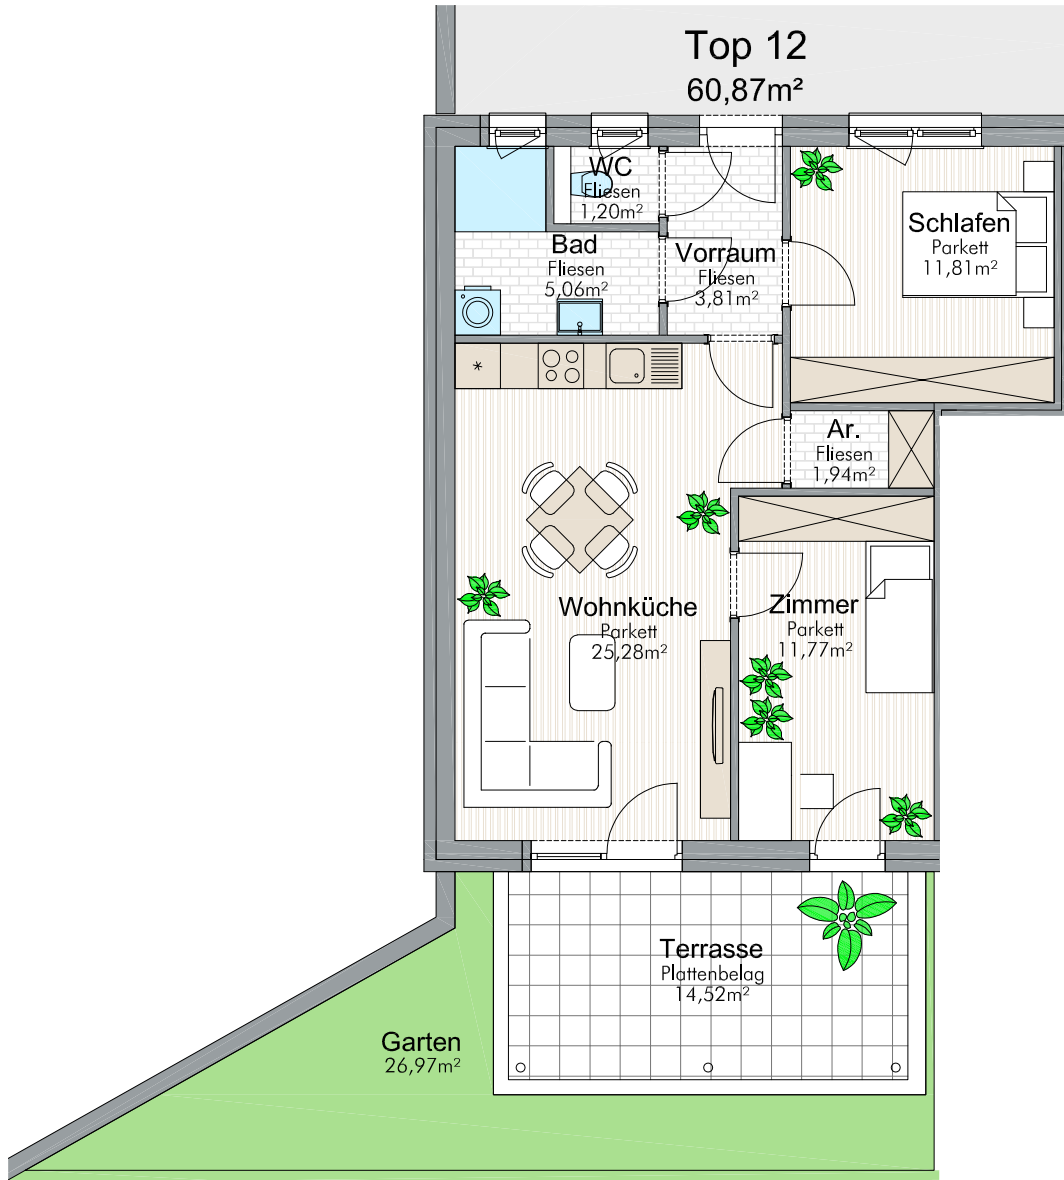 Top 12
60,87m²
WC
Fliesen
1,20m²
Bad
Fliesen
5,06m²
Vorraum
Fliesen
3,81m²
Schlafen
Parkett
11,81m²
Ar.
Fliesen
1,94m²
Wohnküche
Parkett
25,28m²
Zimmer
Parkett
11,77m²
Terrasse
Plattenbelag
14,52m²
Garten
26,97m²